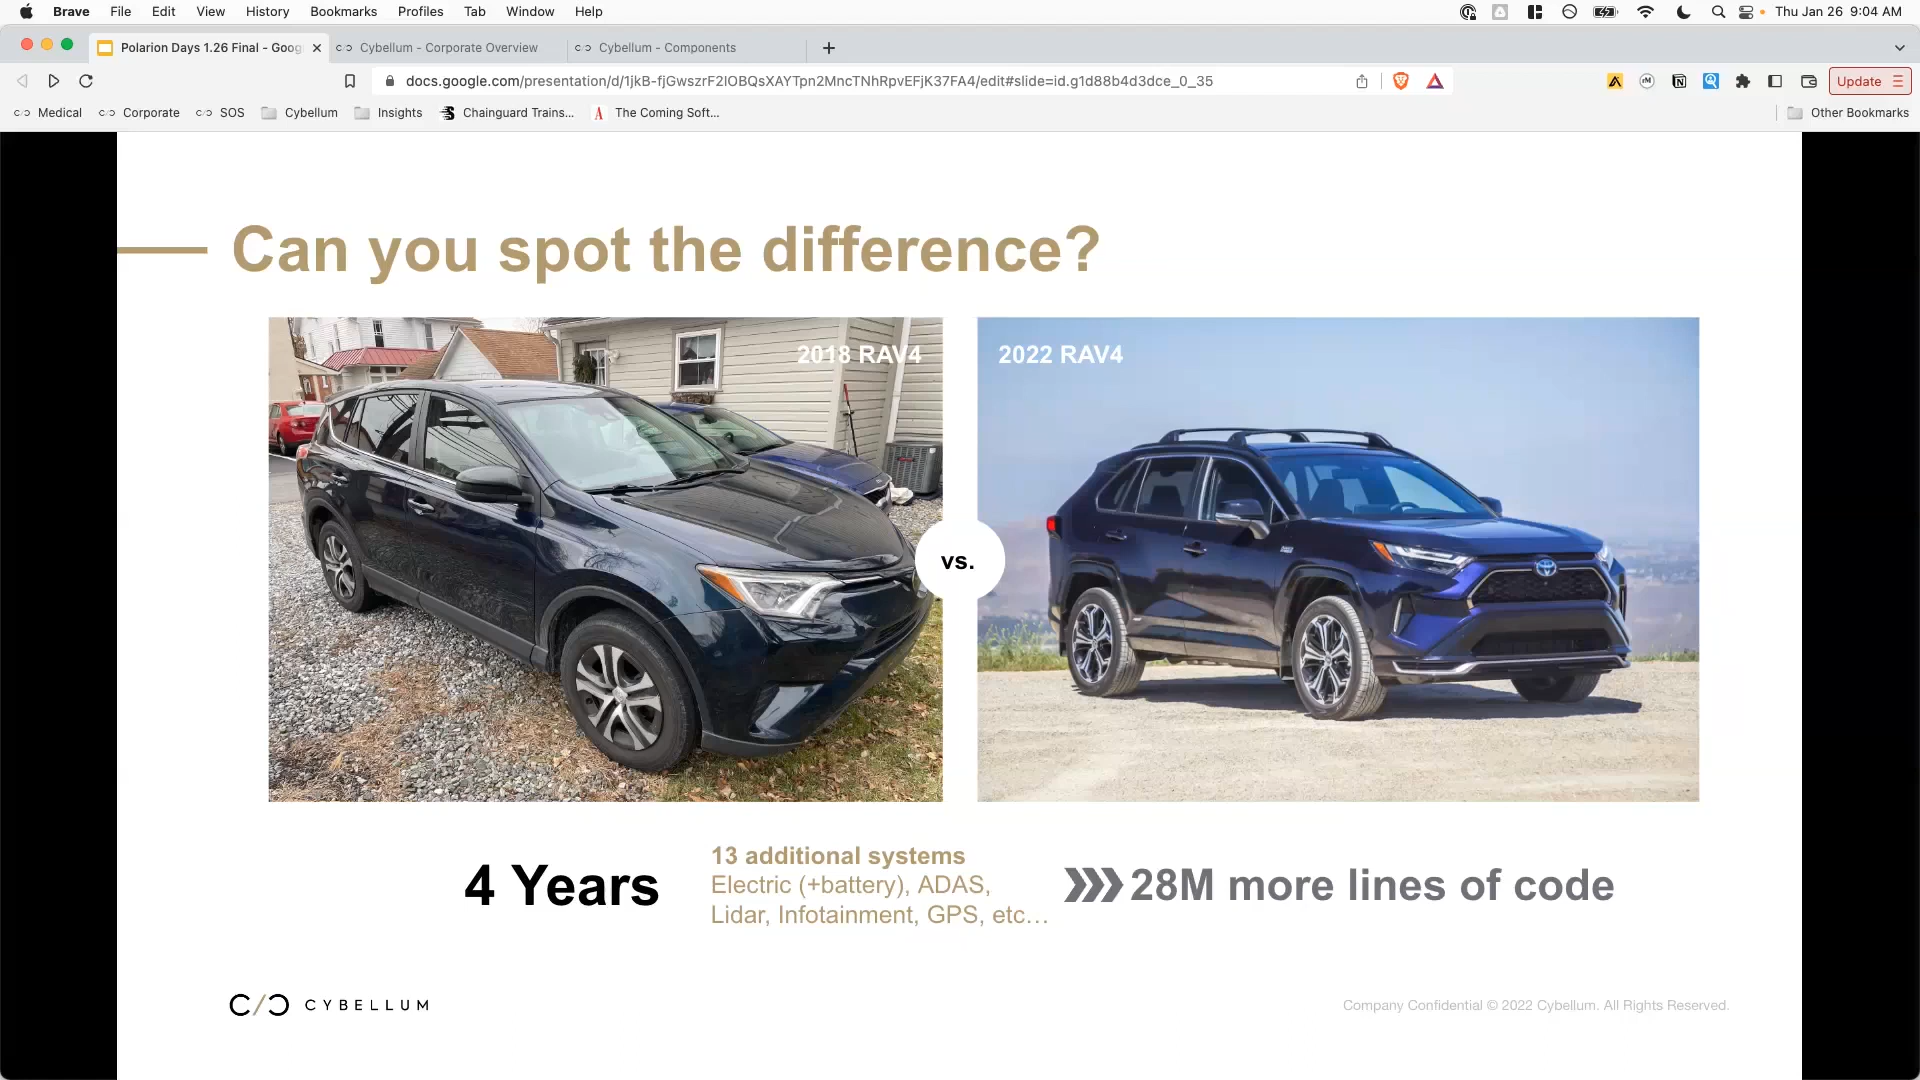 Brave File Edit View History Bookmarks Profiles Tab Window Help Thu Jan 26 9:04 AM
Polarion Days 1.26 Final - Goog Cybellum - Corporate Overview Cybellum - Components
docs.google.com/presentation/d/1jkB-fjGwszrF2IOBQsXAYTpn2MncTNhRpvEFjK37FA4/edit#slide=id.g1d88b4d3dce_0_35 Update
Medical Corporate SOS Cybellum Insights Chainguard Trains... The Coming Soft... Other Bookmarks
Can you spot the difference?
2018 RAV4
2022 RAV4
vs.
4 Years
13 additional systems
Electric (+battery), ADAS,
Lidar, Infotainment, GPS, etc…
28M more lines of code
CYBELLUM
Company Confidential © 2022 Cybellum. All Rights Reserved.